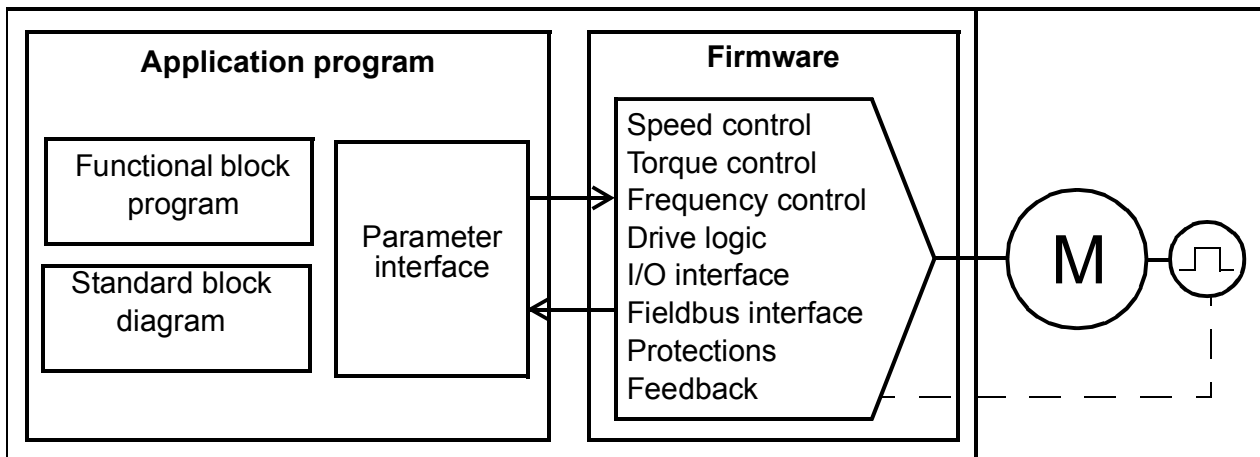 Application program
Functional block
program
Standard block
diagram
Parameter
interface
Firmware
Speed control
Torque control
Frequency control
Drive logic
I/O interface
Fieldbus interface
Protections
Feedback
M